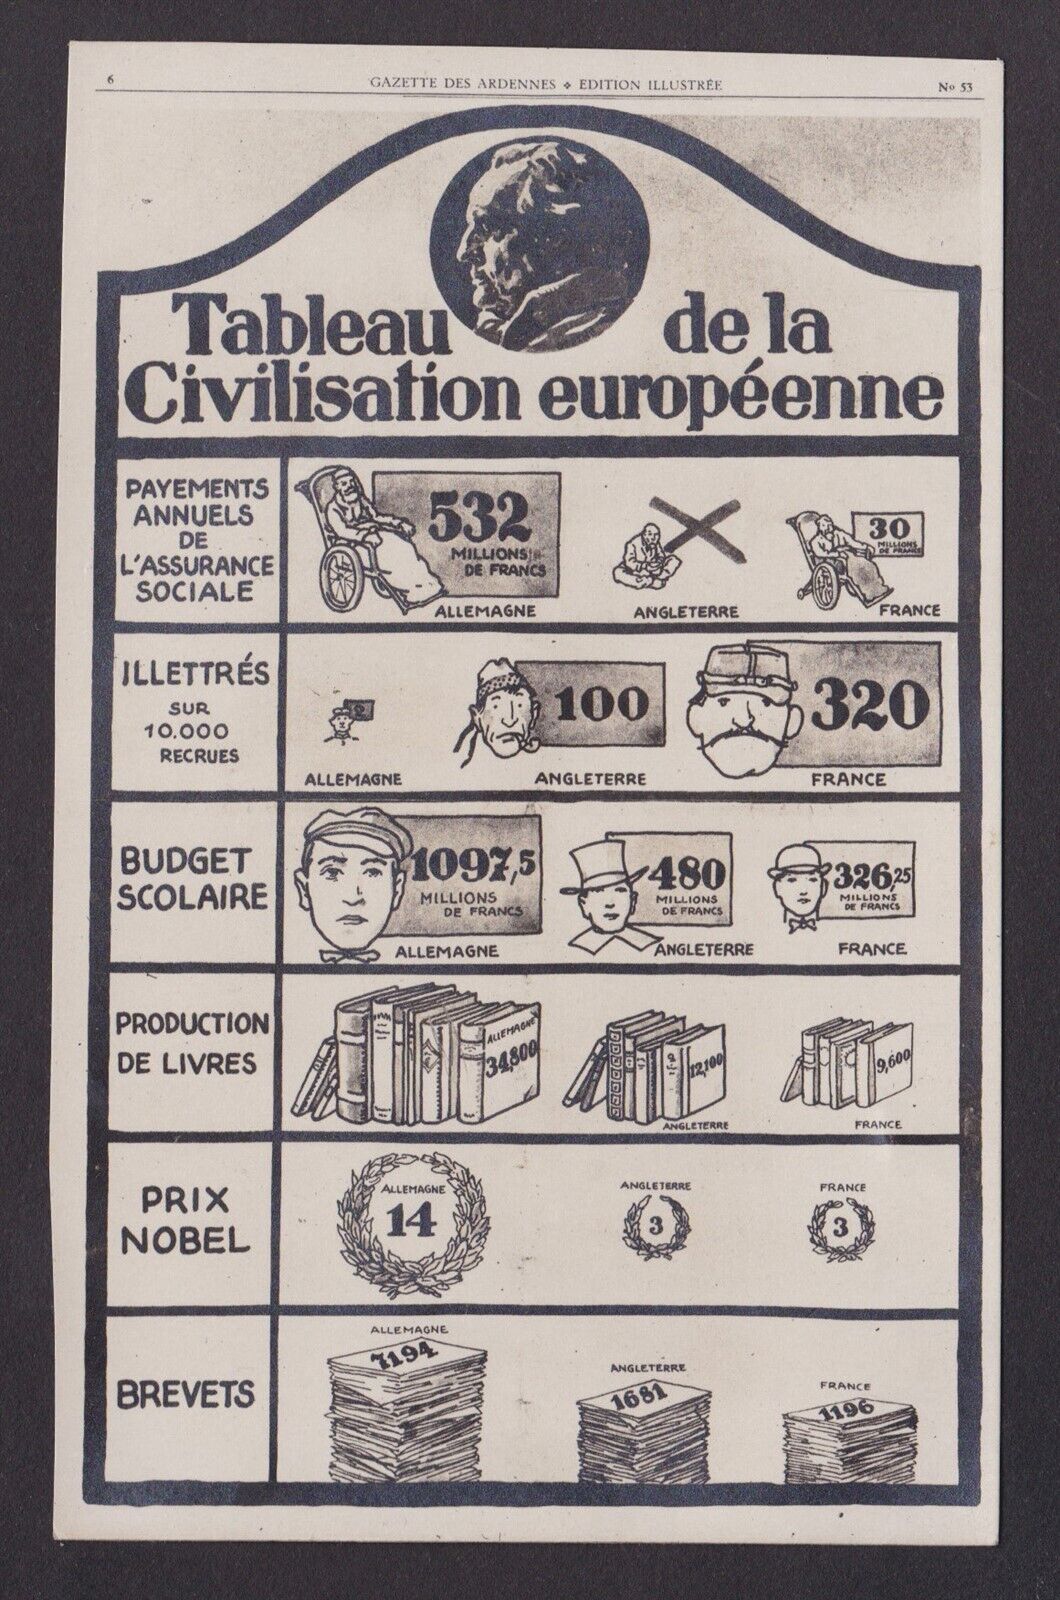 6
GAZETTE DES ARDENNES ❖ EDITION ILLUSTRÉE
No 53
Tableau de la
Civilisation européenne
PAYEMENTS
ANNUELS
DE
L'ASSURANCE
SOCIALE
532
MILLIONS
DE FRANCS
ALLEMAGNE
ANGLETERRE
30
MILLIONS
DE FRANCS
FRANCE
ILLETTRÉS
SUR
10.000
RECRUES
2
ALLEMAGNE
100
ANGLETERRE
320
FRANCE
BUDGET
SCOLAIRE
1097,5
MILLIONS
DE FRANCS
ALLEMAGNE
480
MILLIONS
DE FRANCS
ANGLETERRE
326,25
MILLIONS
DE FRANCS
FRANCE
PRODUCTION
DE LIVRES
ALLEMAGNE
34,800
12,100
ANGLETERRE
9,600
FRANCE
PRIX
NOBEL
ALLEMAGNE
14
ANGLETERRE
3
FRANCE
3
BREVETS
ALLEMAGNE
7194
ANGLETERRE
1681
FRANCE
1196